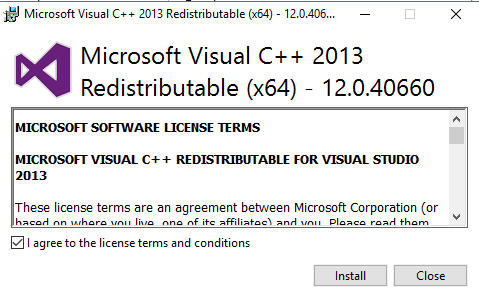 Microsoft Visual C++ 2013 Redistributable (x64) - 12.0.406...
Microsoft Visual C++ 2013
Redistributable (x64) - 12.0.40660
MICROSOFT SOFTWARE LICENSE TERMS
MICROSOFT VISUAL C++ REDISTRIBUTABLE FOR VISUAL STUDIO
2013
These license terms are an agreement between Microsoft Corporation (or
based on where you live, one of its affiliates) and you. Please read them
I agree to the license terms and conditions
Install Close